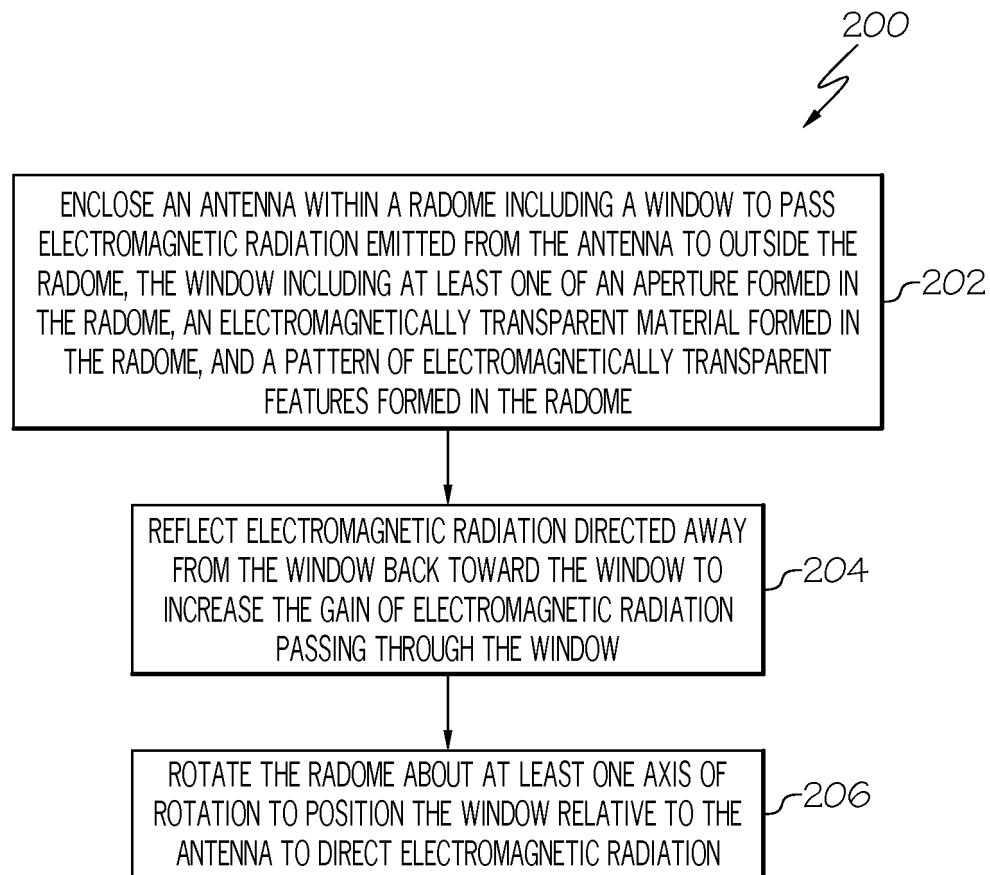 200
ENCLOSE AN ANTENNA WITHIN A RADOME INCLUDING A WINDOW TO PASS
ELECTROMAGNETIC RADIATION EMITTED FROM THE ANTENNA TO OUTSIDE THE
RADOME, THE WINDOW INCLUDING AT LEAST ONE OF AN APERTURE FORMED IN
THE RADOME, AN ELECTROMAGNETICALLY TRANSPARENT MATERIAL FORMED IN
THE RADOME, AND A PATTERN OF ELECTROMAGNETICALLY TRANSPARENT
FEATURES FORMED IN THE RADOME
202
REFLECT ELECTROMAGNETIC RADIATION DIRECTED AWAY
FROM THE WINDOW BACK TOWARD THE WINDOW TO
INCREASE THE GAIN OF ELECTROMAGNETIC RADIATION
PASSING THROUGH THE WINDOW
204
ROTATE THE RADOME ABOUT AT LEAST ONE AXIS OF
ROTATION TO POSITION THE WINDOW RELATIVE TO THE
ANTENNA TO DIRECT ELECTROMAGNETIC RADIATION
206